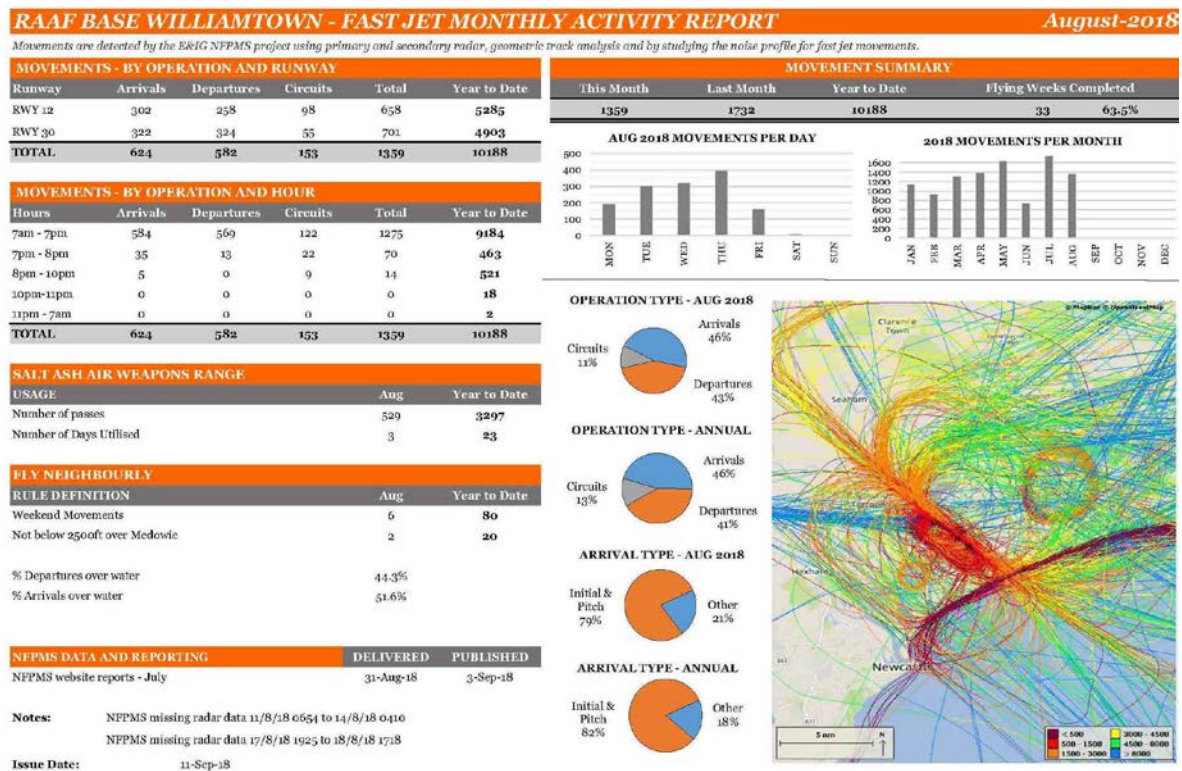 RAAF BASE WILLIAMTOWN - FAST JET MONTHLY ACTIVITY REPORT August-2018
Movements are detected by the E&IG NFPMS project using primary and secondary radar, geometric track analysis and by studying the noise profile for fast jet movements.
MOVEMENTS - BY OPERATION AND RUNWAY
Runway Arrivals Departures Circuits Total Year to Date
RWY 12 302 258 98 658 5285
RWY 30 322 324 55 701 4903
TOTAL 624 582 153 1359 10188
MOVEMENTS - BY OPERATION AND HOUR
Hours Arrivals Departures Circuits Total Year to Date
7am - 7pm 584 569 122 1275 9184
7pm - 8pm 35 13 22 70 463
8pm - 10pm 5 0 9 14 521
10pm-11pm 0 0 0 0 18
11pm - 7am 0 0 0 0 2
TOTAL 624 582 153 1359 10188
SALT ASH AIR WEAPONS RANGE
USAGE Aug Year to Date
Number of passes 529 3297
Number of Days Utilised 3 23
FLY NEIGHBOURLY
RULE DEFINITION Aug Year to Date
Weekend Movements 6 80
Not below 2500ft over Medowie 2 20
% Departures over water 44.3%
% Arrivals over water 51.6%
NFPMS DATA AND REPORTING DELIVERED PUBLISHED
NFPMS website reports - July 31-Aug-18 3-Sep-18
Notes: NFPMS missing radar data 11/8/18 0654 to 14/8/18 0410
NFPMS missing radar data 17/8/18 1925 to 18/8/18 1718
Issue Date: 11-Sep-18
MOVEMENT SUMMARY
This Month Last Month Year to Date Flying Weeks Completed
1359 1732 10188 33 63.5%
AUG 2018 MOVEMENTS PER DAY
500
400
300
200
100
0
MON TUE WED THU FRI SAT SUN
2018 MOVEMENTS PER MONTH
1600
1400
1200
1000
800
600
400
200
0
JAN FEB MAR APR MAY JUN JUL AUG SEP OCT NOV DEC
OPERATION TYPE - AUG 2018
Arrivals
46%
Circuits
11%
Departures
43%
OPERATION TYPE - ANNUAL
Arrivals
46%
Circuits
13%
Departures
41%
ARRIVAL TYPE - AUG 2018
Initial &
Pitch
79%
Other
21%
ARRIVAL TYPE - ANNUAL
Initial &
Pitch
82%
Other
18%
© MapBox © OpenStreetMap
Clarence
Town
Seaham
Hexham
Newcastle
5 nm
N
< 500 3000 - 4500
500 - 1500 4500 - 8000
1500 - 3000 > 8000